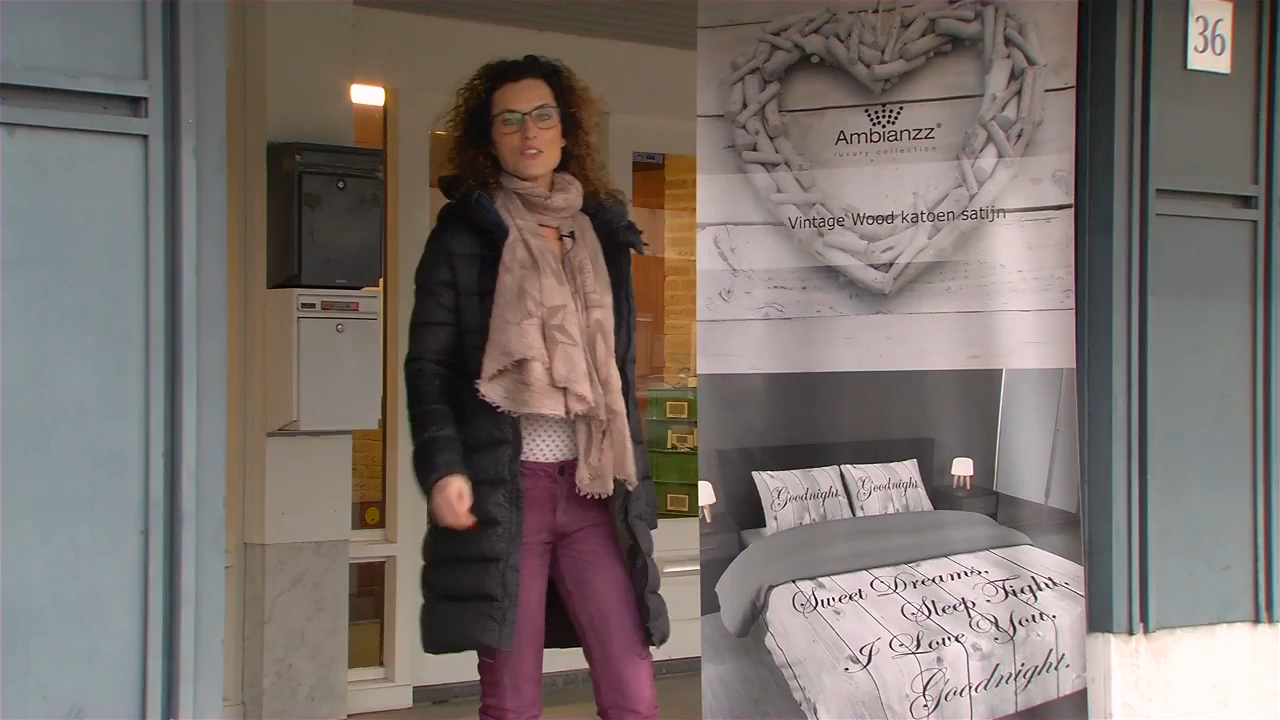 36
Ambianzz®
luxury collection
Vintage Wood katoen satijn
Goodnight
Goodnight
Sweet Dreams,
Sleep Tight,
I Love You,
Goodnight.